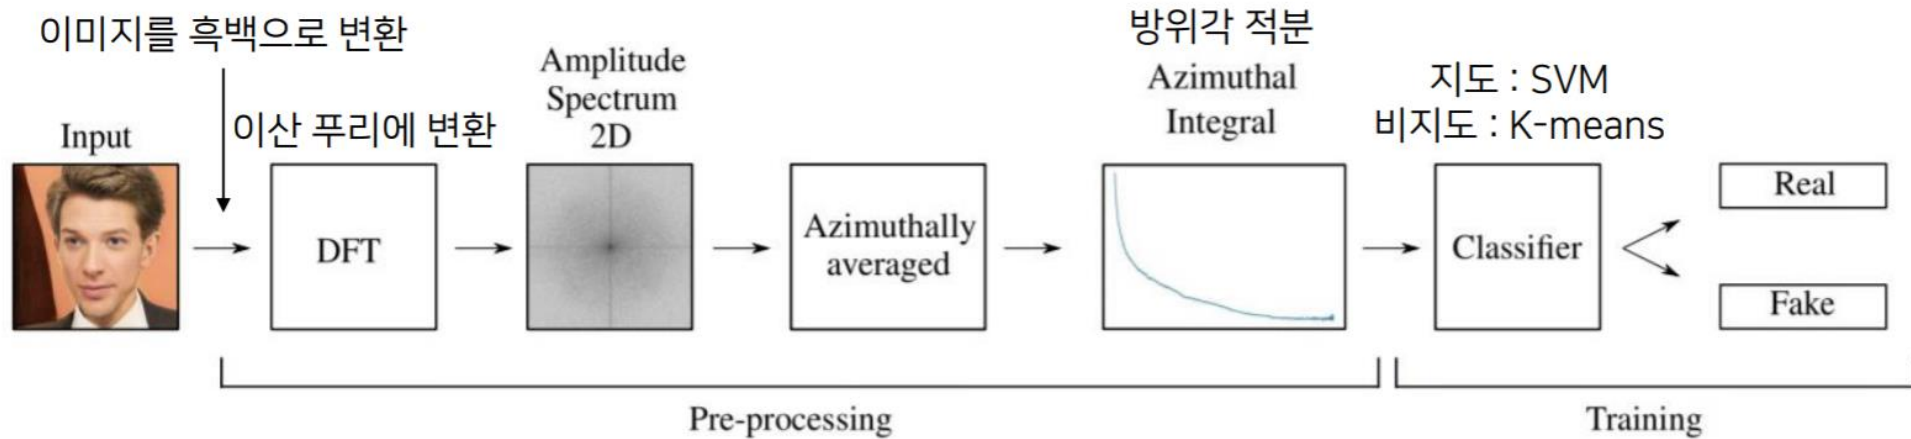 이미지를 흑백으로 변환
Input
이산 푸리에 변환
DFT
Amplitude
Spectrum
2D
Azimuthally
averaged
방위각 적분
Azimuthal
Integral
지도 : SVM
비지도 : K-means
Classifier
Real
Fake
Pre-processing
Training